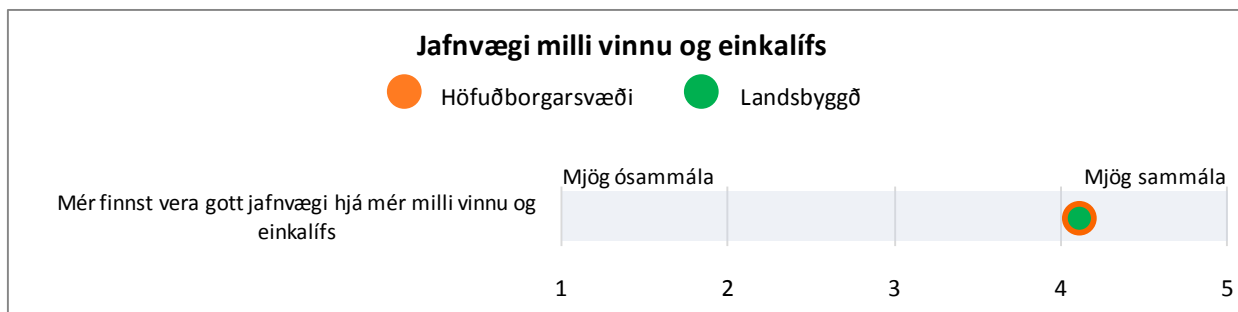 Jafnvægi milli vinnu og einkalífs
Höfuðborgarsvæði Landsbyggð
Mjög ósammála Mjög sammála
Mér finnst vera gott jafnvægi hjá mér milli vinnu og
einkalífs
1 2 3 4 5